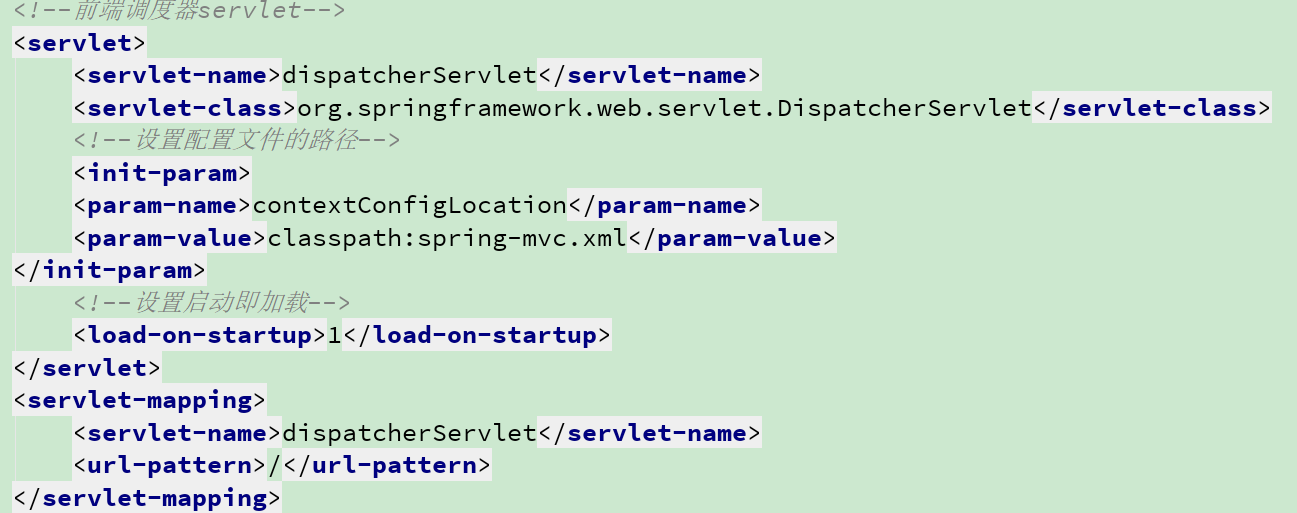 <!--前端调度器servlet-->
<servlet>
    <servlet-name>dispatcherServlet</servlet-name>
    <servlet-class>org.springframework.web.servlet.DispatcherServlet</servlet-class>
    <!--设置配置文件的路径-->
    <init-param>
    <param-name>contextConfigLocation</param-name>
    <param-value>classpath:spring-mvc.xml</param-value>
</init-param>
    <!--设置启动即加载-->
    <load-on-startup>1</load-on-startup>
</servlet>
<servlet-mapping>
    <servlet-name>dispatcherServlet</servlet-name>
    <url-pattern>/</url-pattern>
</servlet-mapping>